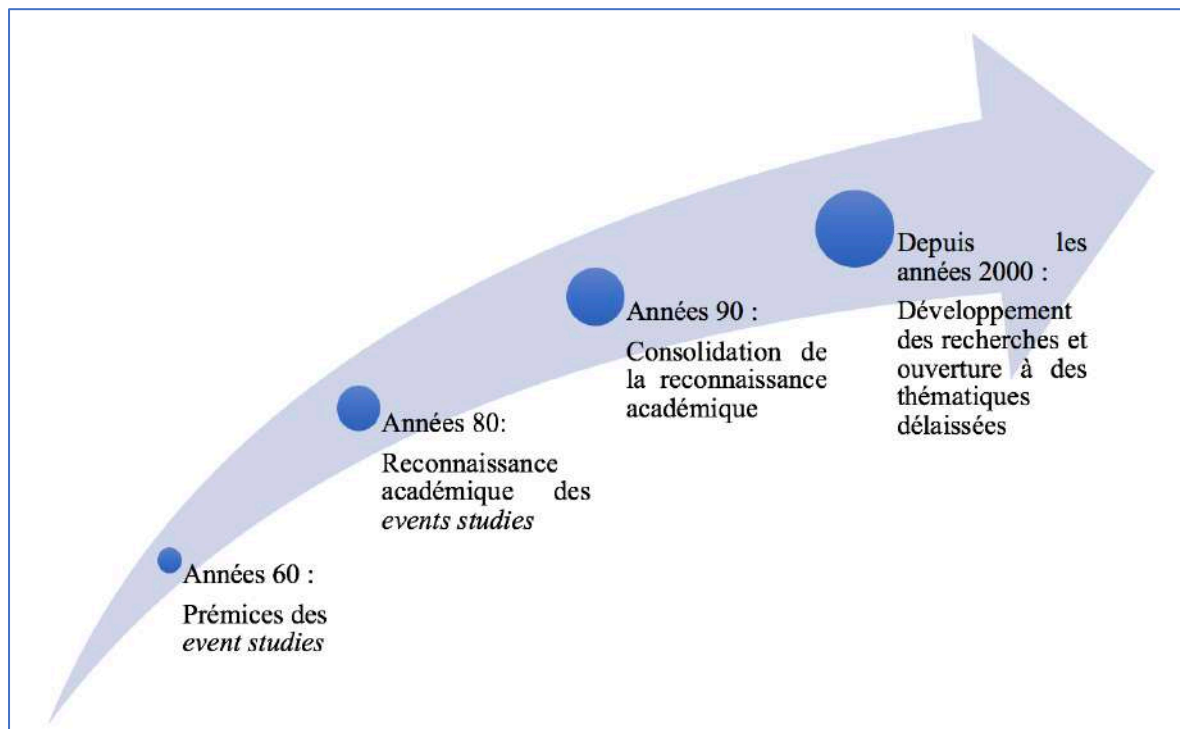 Années 60 :
Prémices des
event studies
Années 80:
Reconnaissance
académique des
events studies
Années 90 :
Consolidation de
la reconnaissance
académique
Depuis les
années 2000 :
Développement
des recherches et
ouverture à des
thématiques
délaissées